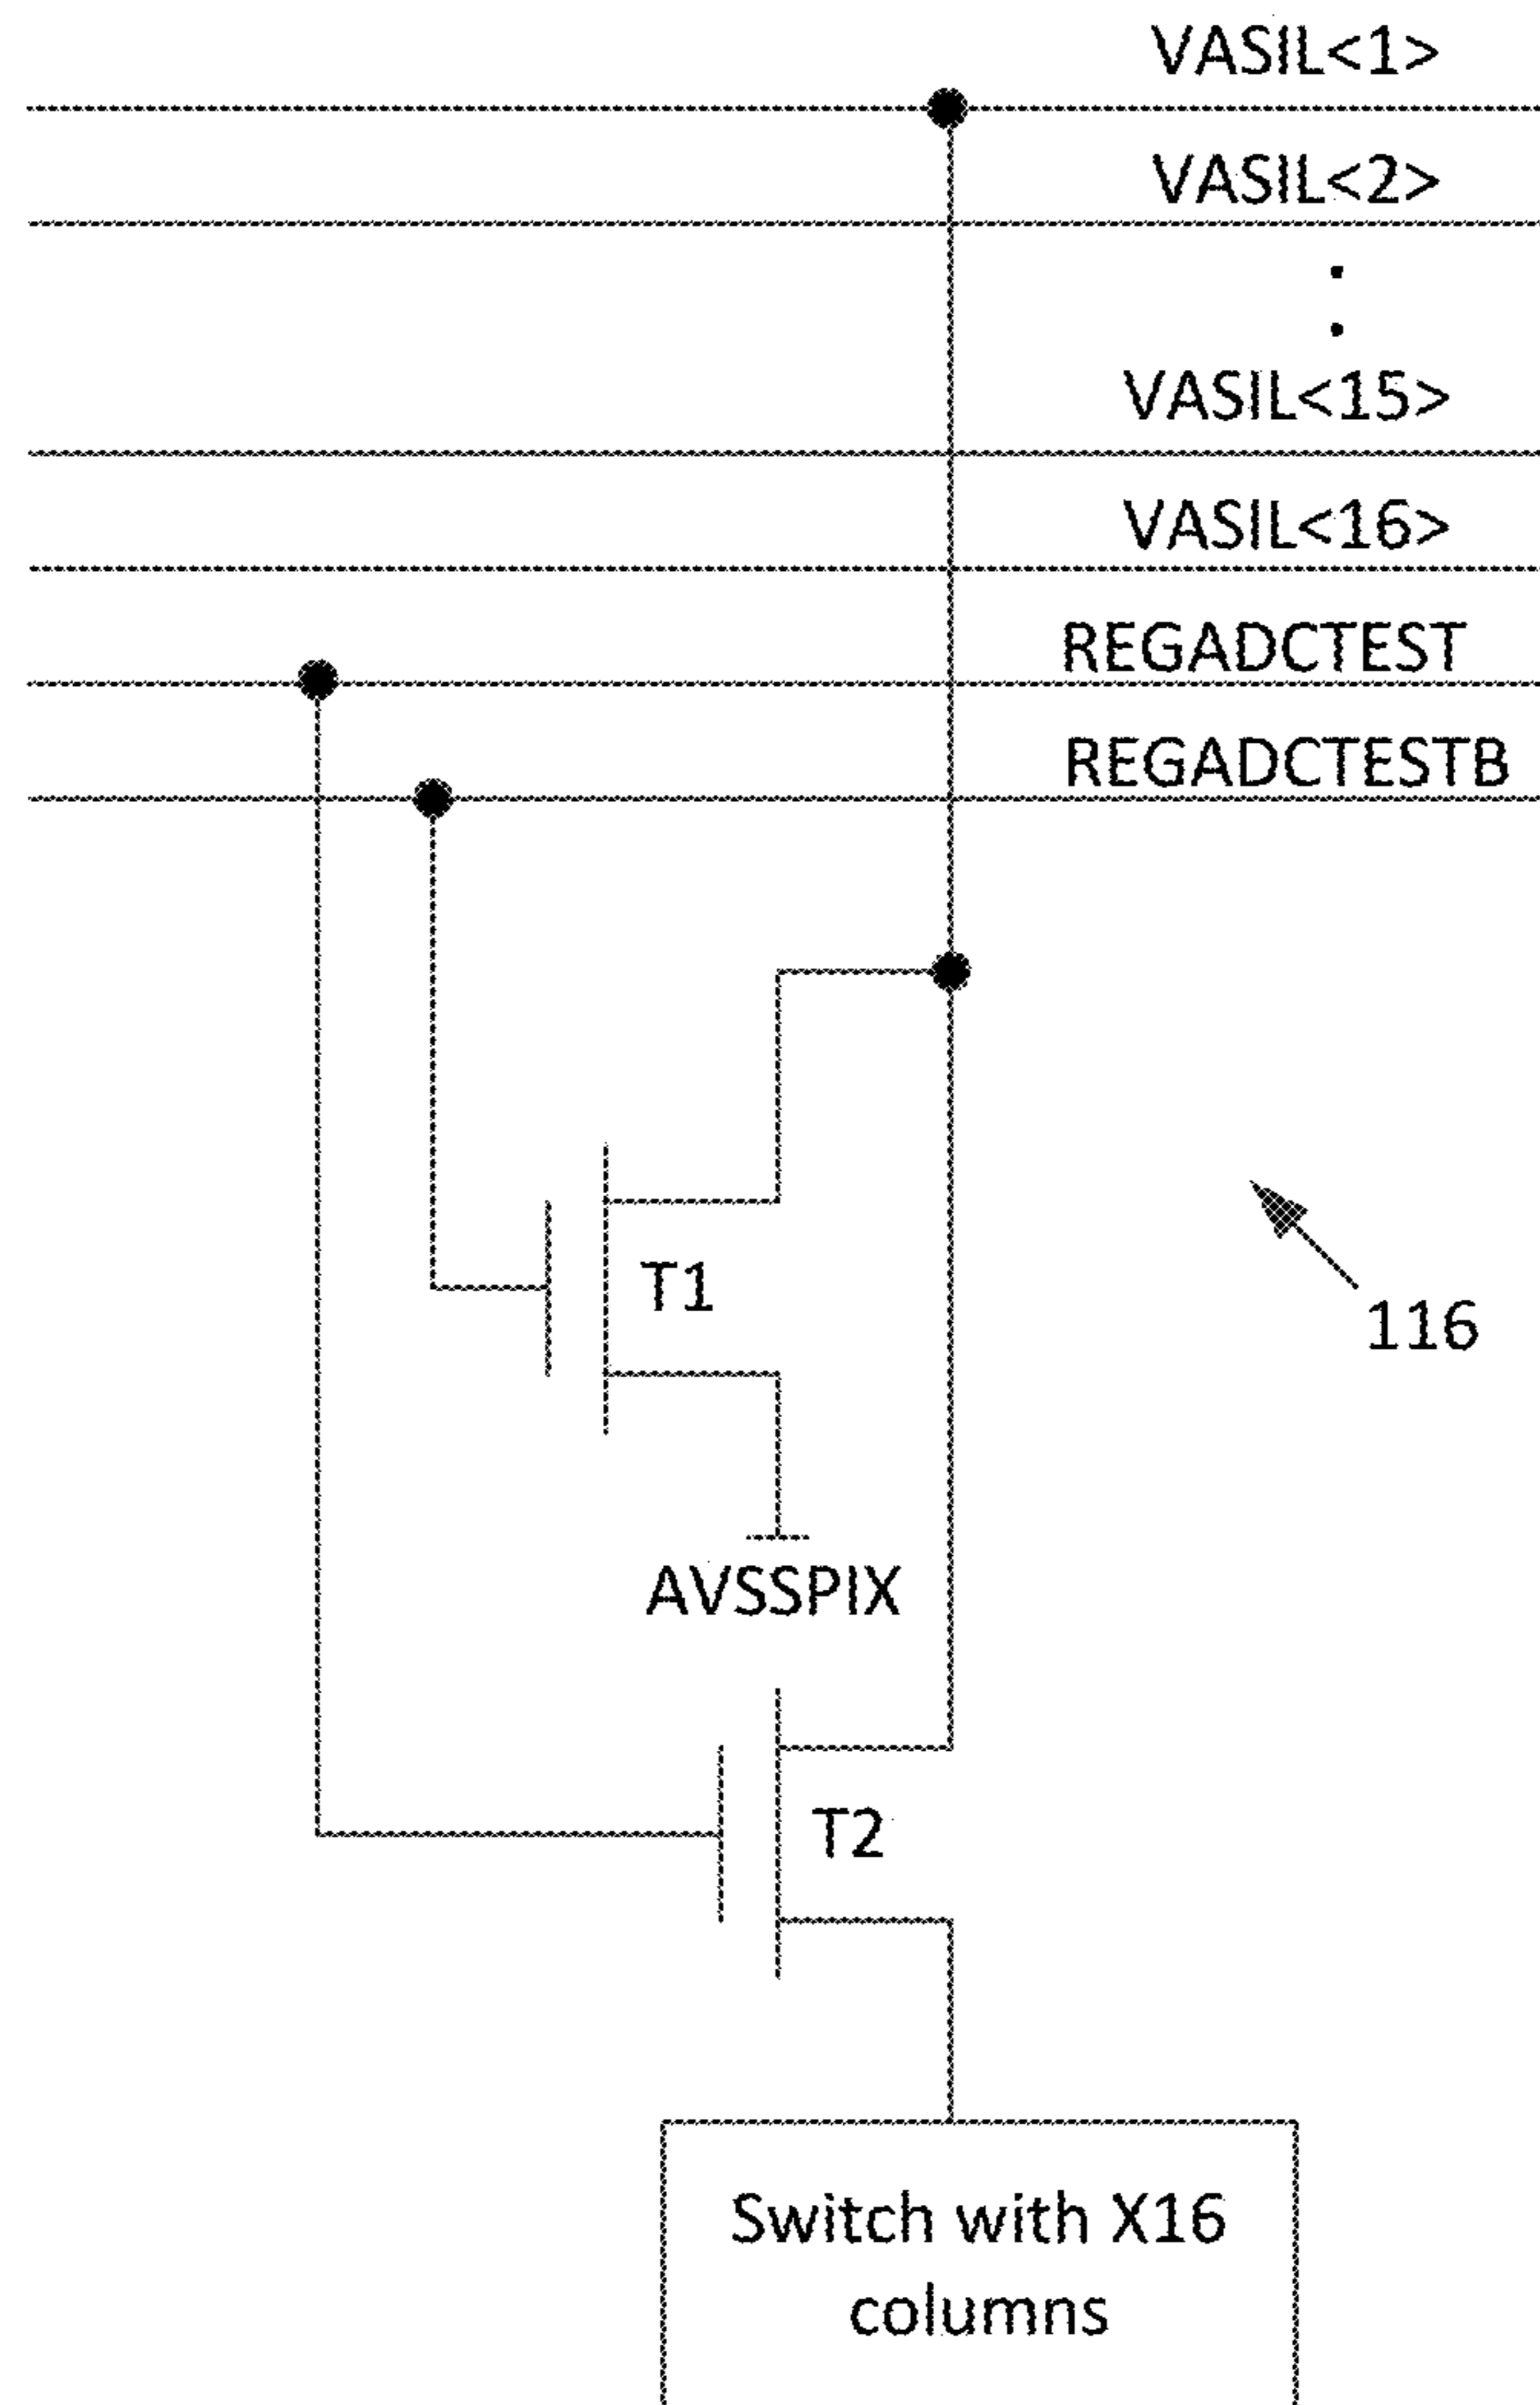 VASIL<1>
VASIL<2>
:
VASIL<15>
VASIL<16>
REGADCTEST
REGADCTESTB
T1
116
AVSSPIX
T2
Switch with X16
columns